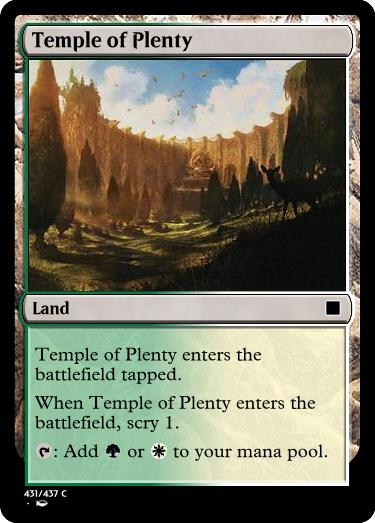 Temple of Plenty
Land
Temple of Plenty enters the
battlefield tapped.
When Temple of Plenty enters the
battlefield, scry 1.
: Add or to your mana pool.
431/437 C